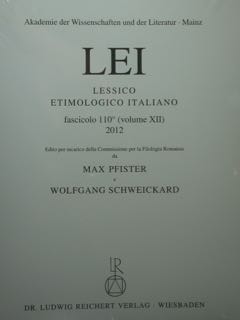 Akademie der Wissenschaften und der Literatur · Mainz
LEI
LESSICO
ETIMOLOGICO ITALIANO
fascicolo 110° (volume XII)
2012
Edito per incarico della Commissione per la Filologia Romanza
da
MAX PFISTER
e
WOLFGANG SCHWEICKARD
LR
DR. LUDWIG REICHERT VERLAG / WIESBADEN